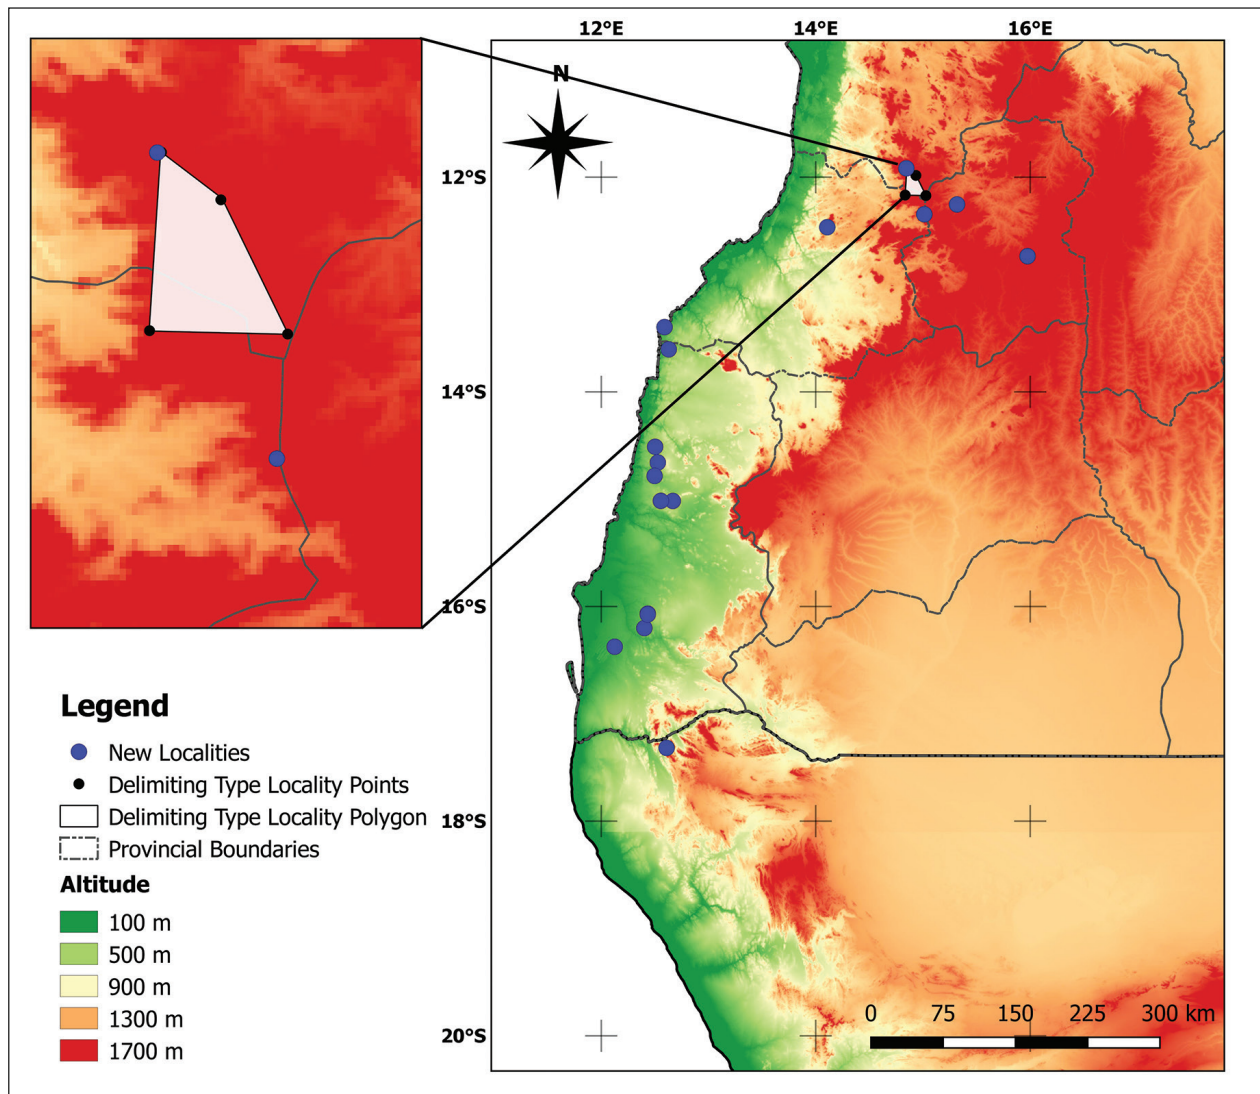 12°E 14°E 16°E
N
12°S
14°S
16°S
18°S
20°S
Legend
New Localities
Delimiting Type Locality Points
Delimiting Type Locality Polygon
Provincial Boundaries
Altitude
100 m
500 m
900 m
1300 m
1700 m
0 75 150 225 300 km